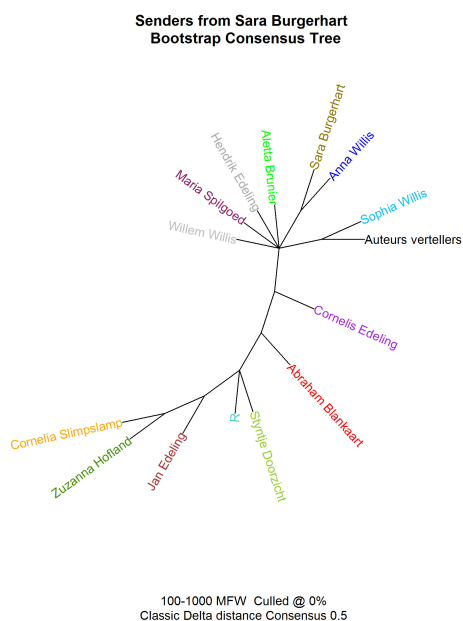 Senders from Sara Burgerhart
Bootstrap Consensus Tree
Sara Burgerhart
Anna Willis
Aletta Brunier
Hendrik Edeling
Maria Spilgoed
Willem Willis
Sophia Willis
Auteurs vertellers
Cornelis Edeling
Abraham Blankaart
Styntje Doorzicht
R
Jan Edeling
Cornelia Slimpslamp
Zuzanna Hofland
100-1000 MFW Culled @ 0%
Classic Delta distance Consensus 0.5